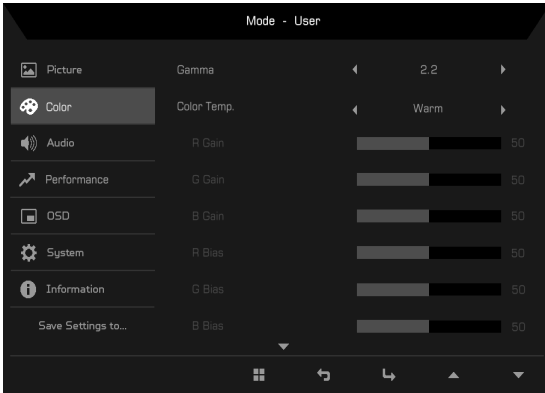 Mode - User
Picture
Gamma 2.2
Color
Color Temp. Warm
Audio
R Gain 50
Performance
G Gain 50
OSD
B Gain 50
System
R Bias 50
Information
G Bias 50
Save Settings to...
B Bias 50